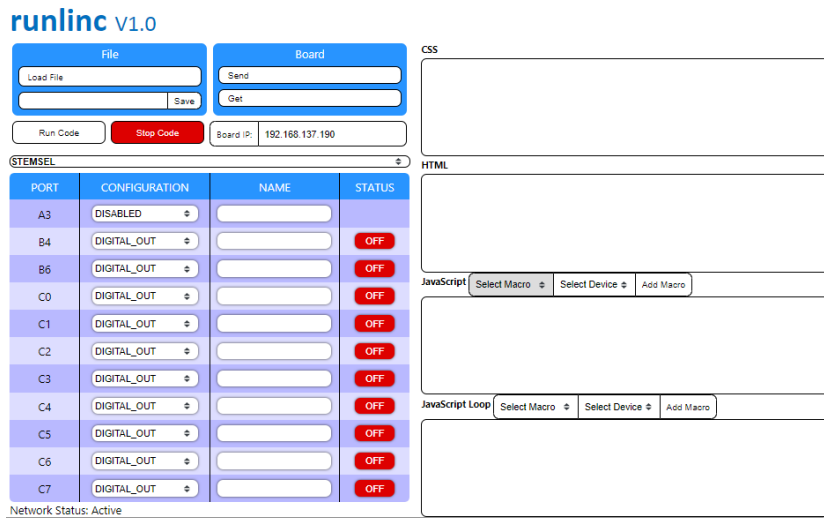 runlinc V1.0
File
Load File
Save
Board
Send
Get
Run Code
Stop Code
Board IP: 192.168.137.190
STEMSEL
PORT CONFIGURATION NAME STATUS
A3 DISABLED
B4 DIGITAL_OUT OFF
B6 DIGITAL_OUT OFF
C0 DIGITAL_OUT OFF
C1 DIGITAL_OUT OFF
C2 DIGITAL_OUT OFF
C3 DIGITAL_OUT OFF
C4 DIGITAL_OUT OFF
C5 DIGITAL_OUT OFF
C6 DIGITAL_OUT OFF
C7 DIGITAL_OUT OFF
Network Status: Active
CSS
HTML
JavaScript Select Macro Select Device Add Macro
JavaScript Loop Select Macro Select Device Add Macro